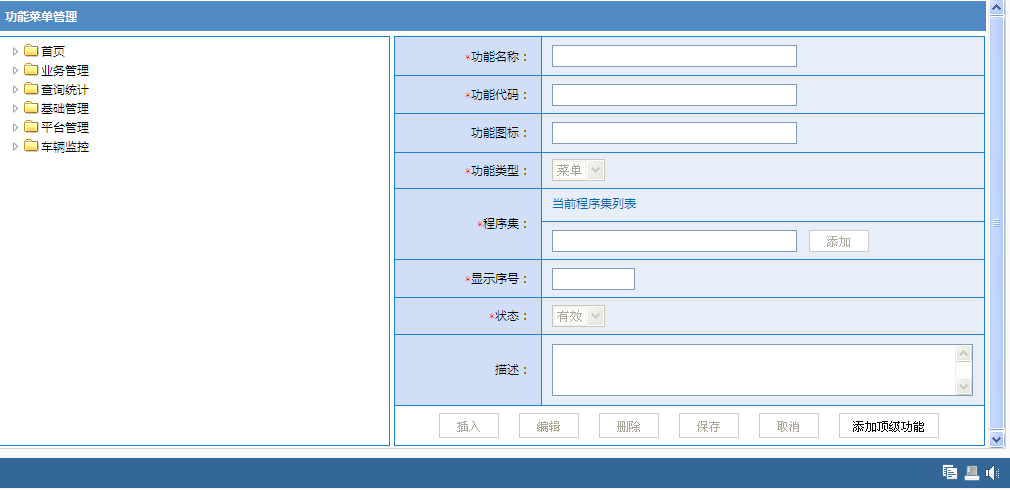 功能菜单管理
首页
业务管理
查询统计
基础管理
平台管理
车辆监控
*功能名称：
*功能代码：
功能图标：
*功能类型： 菜单
*程序集： 当前程序集列表
添加
*显示序号：
*状态： 有效
描述：
插入 编辑 删除 保存 取消 添加顶级功能